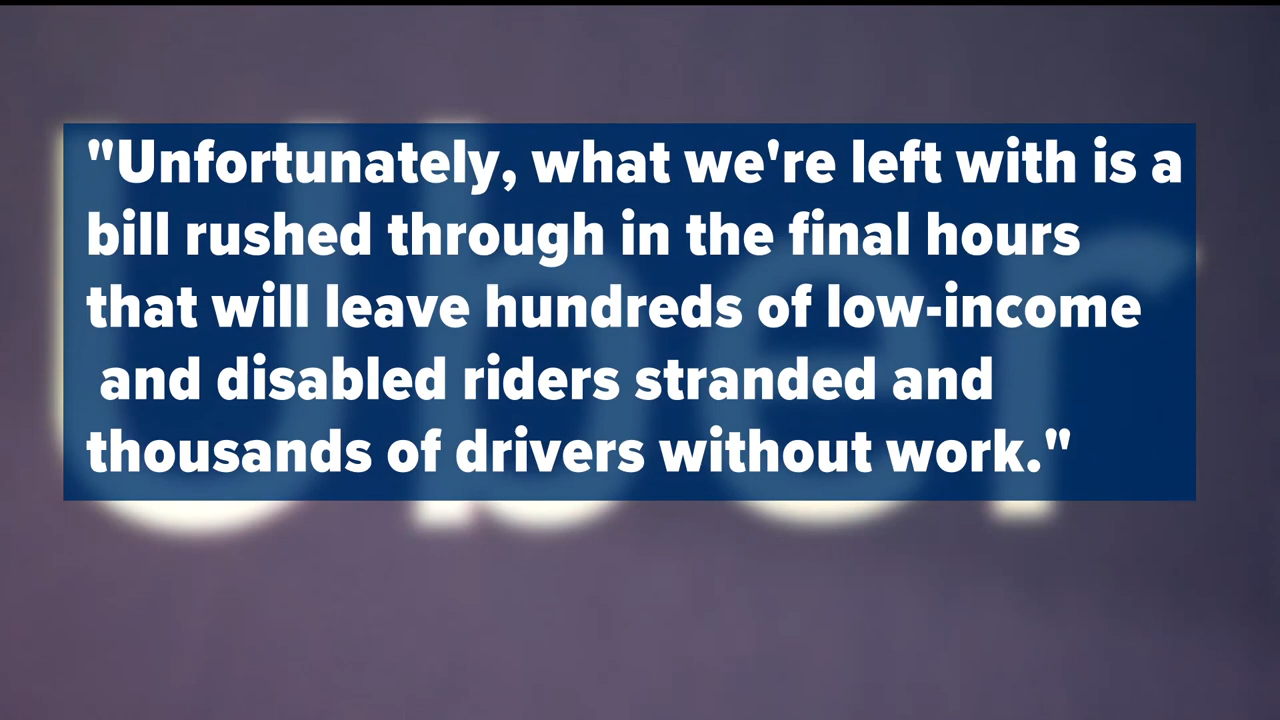 "Unfortunately, what we're left with is a
bill rushed through in the final hours
that will leave hundreds of low-income
and disabled riders stranded and
thousands of drivers without work."
Uber